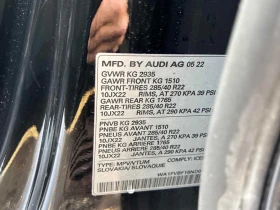 MFD. BY AUDI AG 05 22
GVWR KG 2935
GAWR FRONT KG 1510
FRONT-TIRES 285/40 R22
10JX22 RIMS, AT 270 KPA 39 PSI
GAWR REAR KG 1765
REAR-TIRES 285/40 R22
10JX22 RIMS, AT 290 KPA 42 PSI
PNVB KG 2935
PNBE KG AVANT 1510
PNEUS AVANT 285/40 R22
10JX22 JANTES, A 270 KPA 39 PSI
PNBE KG ARRIERE 1765
PNEUS ARRIERE 285/40 R22
10JX22 JANTES, A 290 KPA 42 PSI
TYPE: MPV/VTUM
SLOVAKIA/SLOVAQUIE
COMPLY: ICE